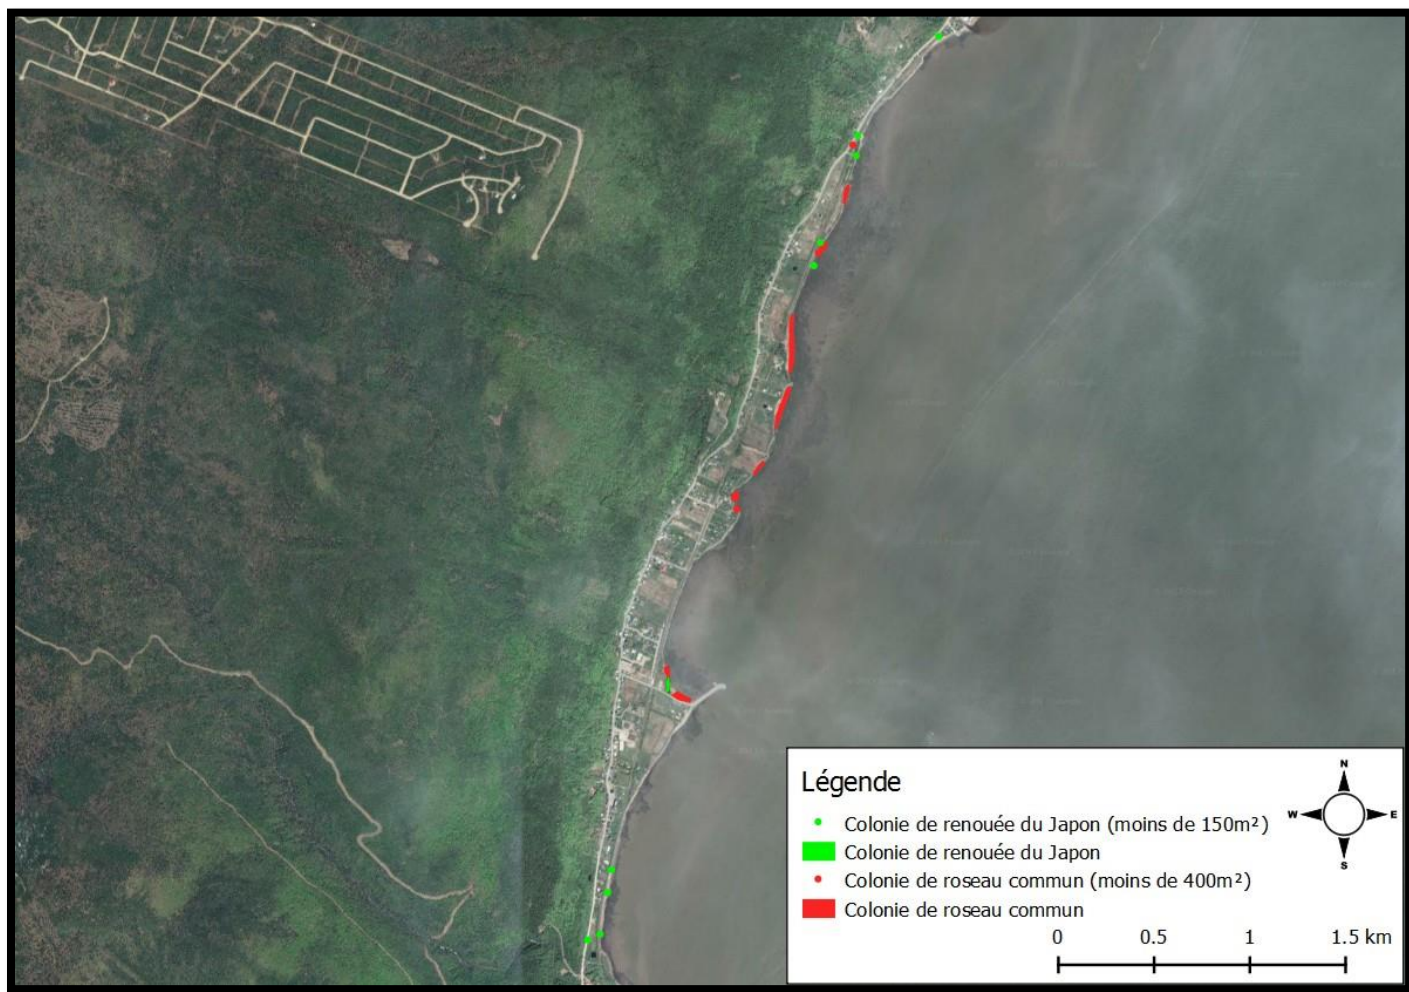 Légende
Colonie de renouée du Japon (moins de 150m²)
Colonie de renouée du Japon
Colonie de roseau commun (moins de 400m²)
Colonie de roseau commun
N
W E
S
0 0.5 1 1.5 km